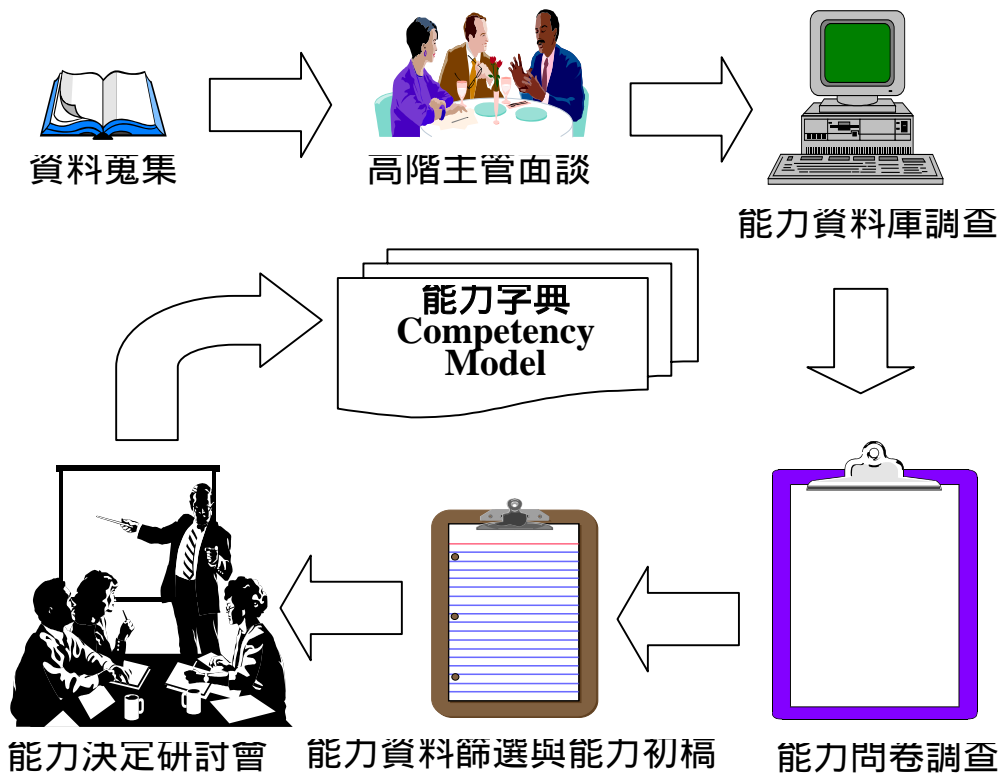 資料蒐集
高階主管面談
能力資料庫調查
能力字典
Competency
Model
能力決定研討會
能力資料篩選與能力初稿
能力問卷調查